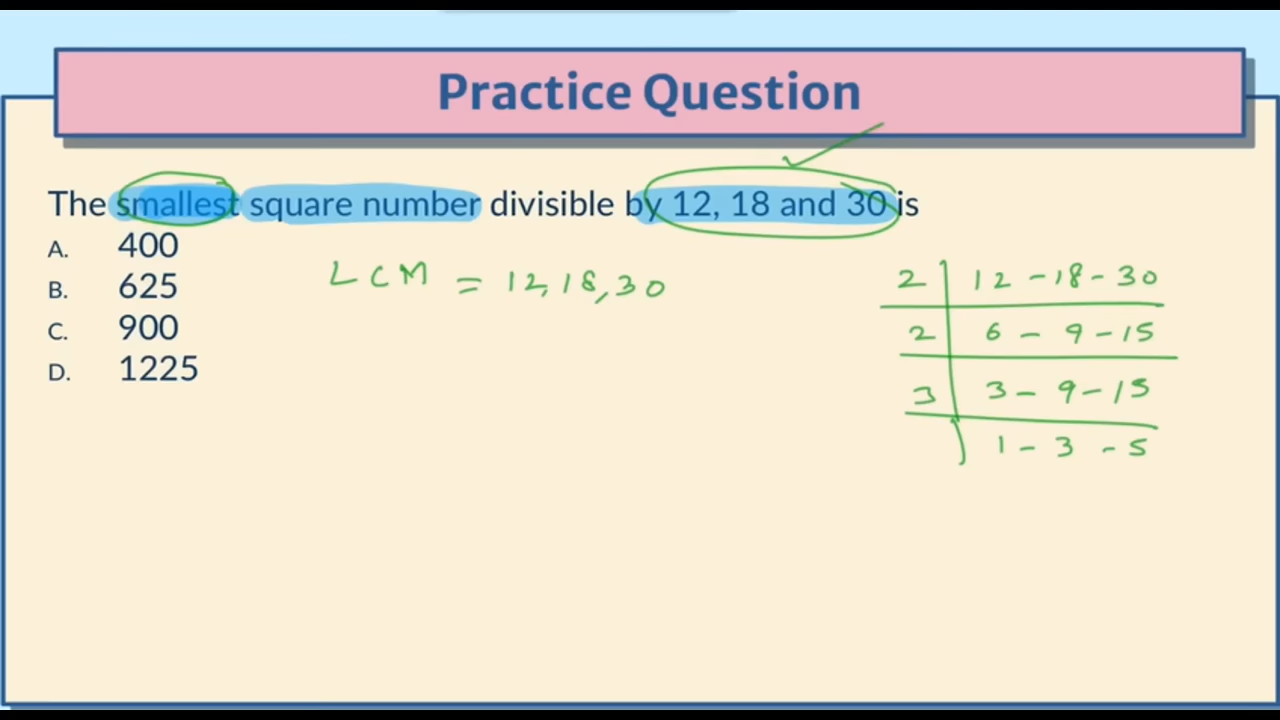 Practice Question
The smallest square number divisible by 12, 18 and 30 is
A. 400
B. 625
C. 900
D. 1225
LCM = 12,18,30
2 12 - 18 - 30
2 6 - 9 - 15
3 3 - 9 - 15
1 - 3 - 5